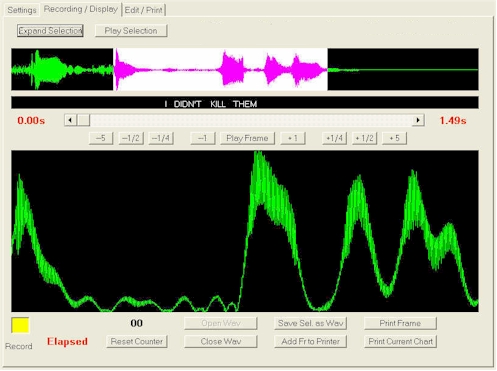 Settings Recording / Display Edit / Print
Expand Selection Play Selection
I DIDN'T KILL THEM
0.00s 1.49s
−5 −1/2 −1/4 −1 Play Frame +1 +1/4 +1/2 +5
00 Open Wav Save Sel. as Wav Print Frame
Record Elapsed Reset Counter Close Wav Add Fr to Printer Print Current Chart